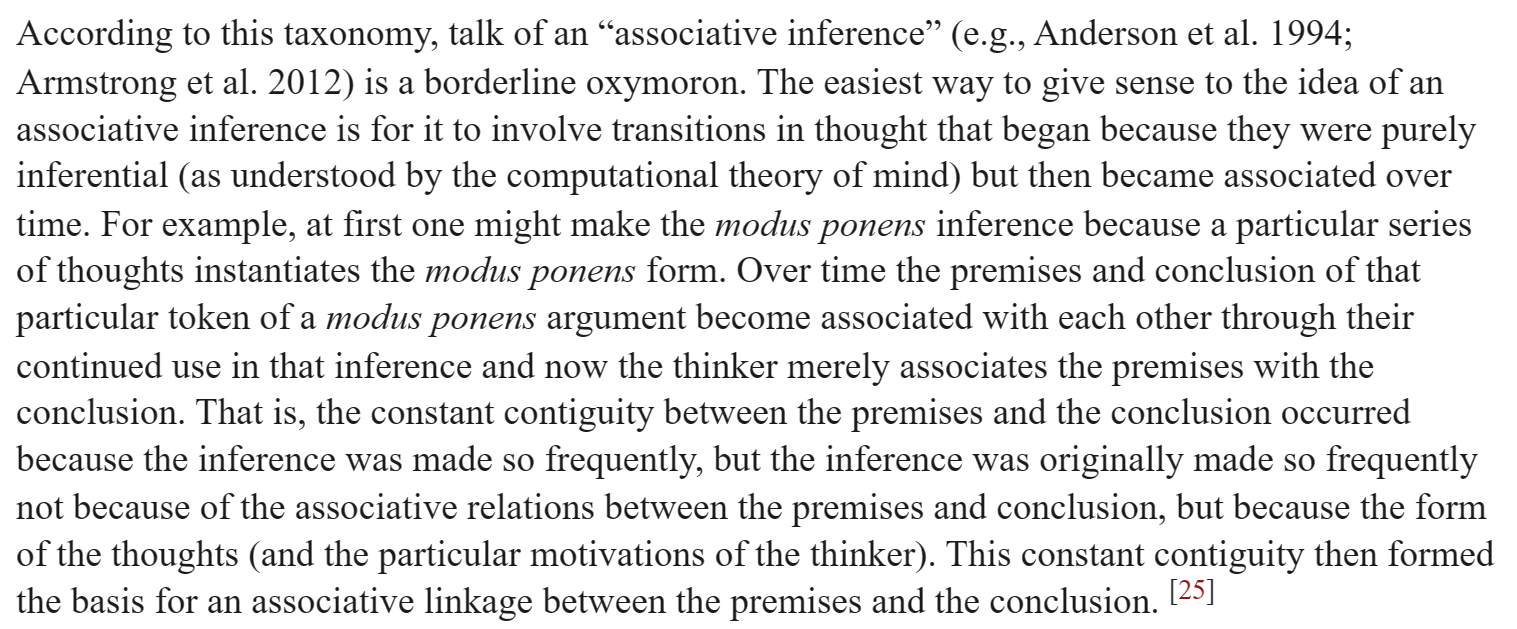 According to this taxonomy, talk of an “associative inference” (e.g., Anderson et al. 1994;
Armstrong et al. 2012) is a borderline oxymoron. The easiest way to give sense to the idea of an
associative inference is for it to involve transitions in thought that began because they were purely
inferential (as understood by the computational theory of mind) but then became associated over
time. For example, at first one might make the modus ponens inference because a particular series
of thoughts instantiates the modus ponens form. Over time the premises and conclusion of that
particular token of a modus ponens argument become associated with each other through their
continued use in that inference and now the thinker merely associates the premises with the
conclusion. That is, the constant contiguity between the premises and the conclusion occurred
because the inference was made so frequently, but the inference was originally made so frequently
not because of the associative relations between the premises and conclusion, but because the form
of the thoughts (and the particular motivations of the thinker). This constant contiguity then formed
the basis for an associative linkage between the premises and the conclusion. [25]